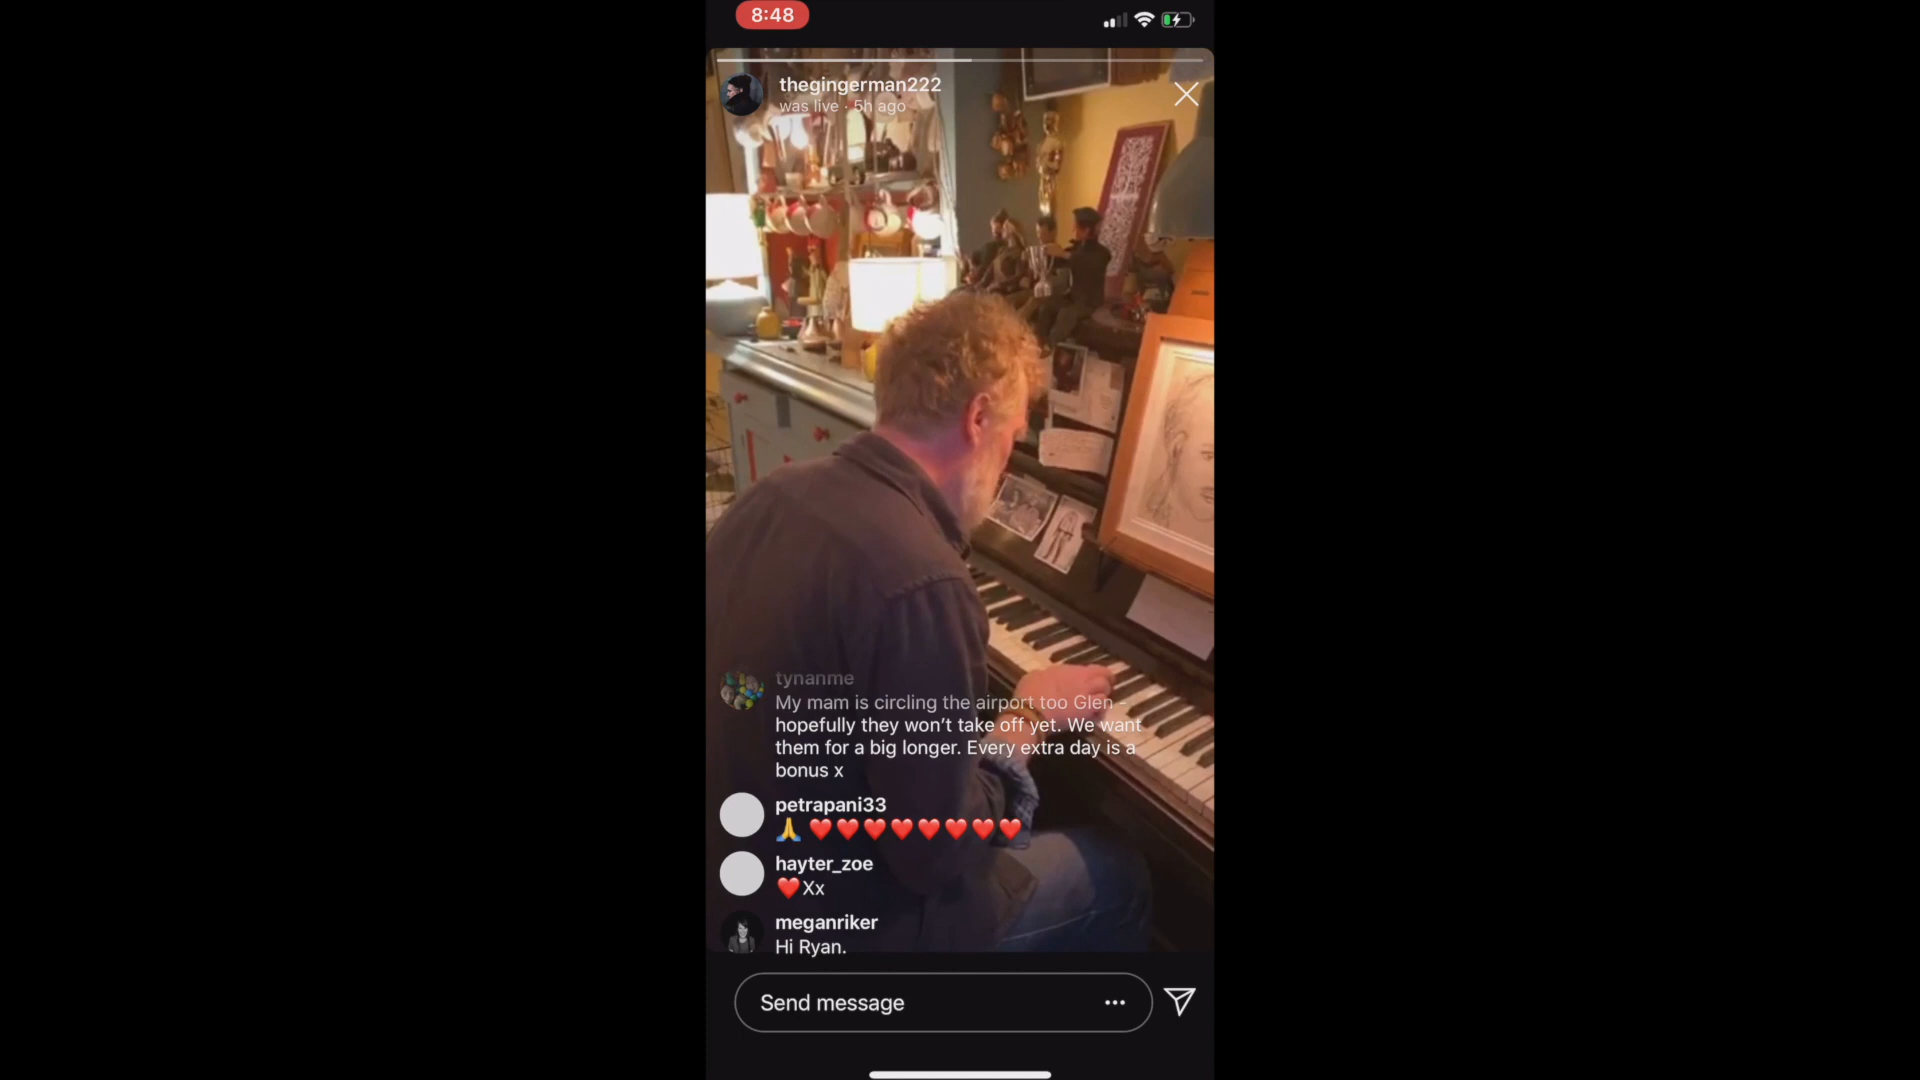 8:48
thegingerman222
was live · 5h ago
tynanme
My mam is circling the airport too Glen -
hopefully they won’t take off yet. We want
them for a big longer. Every extra day is a
bonus x
petrapani33
🙏 ❤️❤️❤️❤️❤️❤️❤️❤️
hayter_zoe
❤️Xx
meganriker
Hi Ryan.
Send message